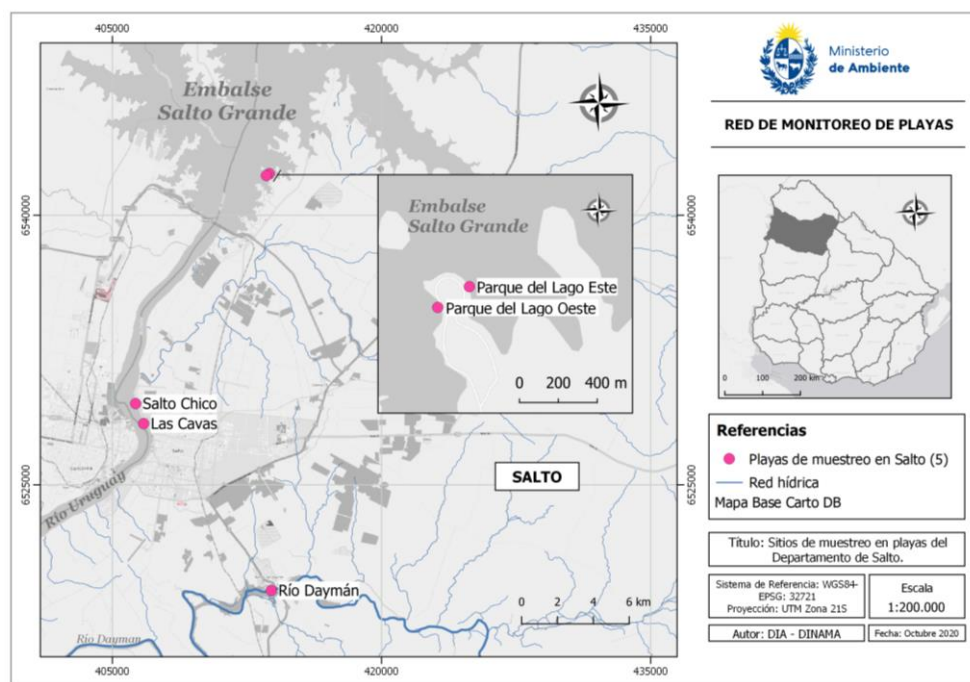 405000
420000
435000
Embalse
Salto Grande
6540000
6540000
Embalse
Salto Grande
Parque del Lago Este
Parque del Lago Oeste
0 200 400 m
Salto Chico
Las Cavas
Río Uruguay
SALTO
6525000
6525000
Río Daymán
0 2 4 6 km
Río Dayman
405000
420000
435000
Ministerio
de Ambiente
RED DE MONITOREO DE PLAYAS
0 100 200 km
Referencias
Playas de muestreo en Salto (5)
Red hídrica
Mapa Base Carto DB
Título: Sitios de muestreo en playas del
Departamento de Salto.
Sistema de Referencia: WGS84-
EPSG: 32721
Proyección: UTM Zona 21S
Escala
1:200.000
Autor: DIA - DINAMA
Fecha: Octubre 2020